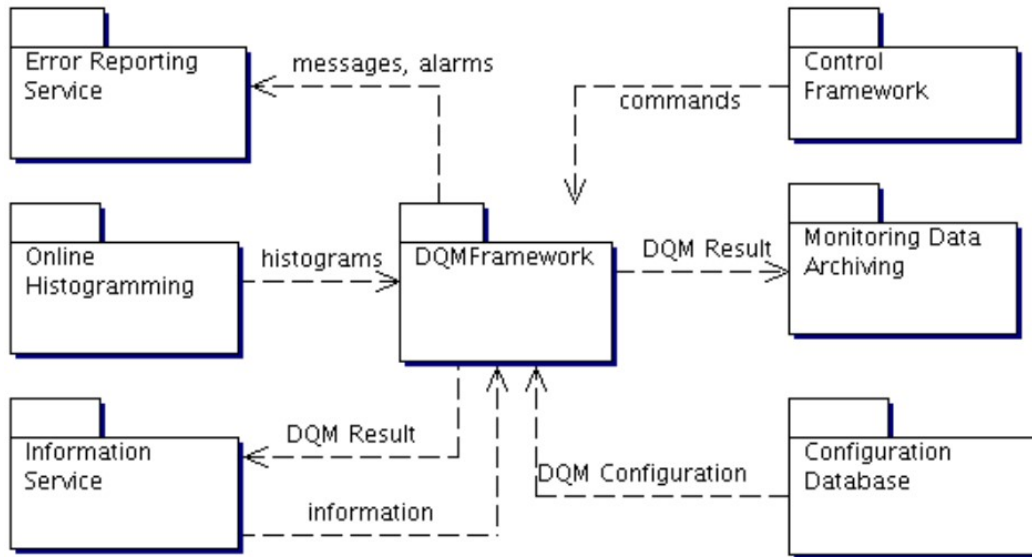 Error Reporting
Service
messages, alarms
Control
Framework
commands
Online
Histogramming
histograms
DQMFramework
DQM Result
Monitoring Data
Archiving
Information
Service
DQM Result
information
DQM Configuration
Configuration
Database